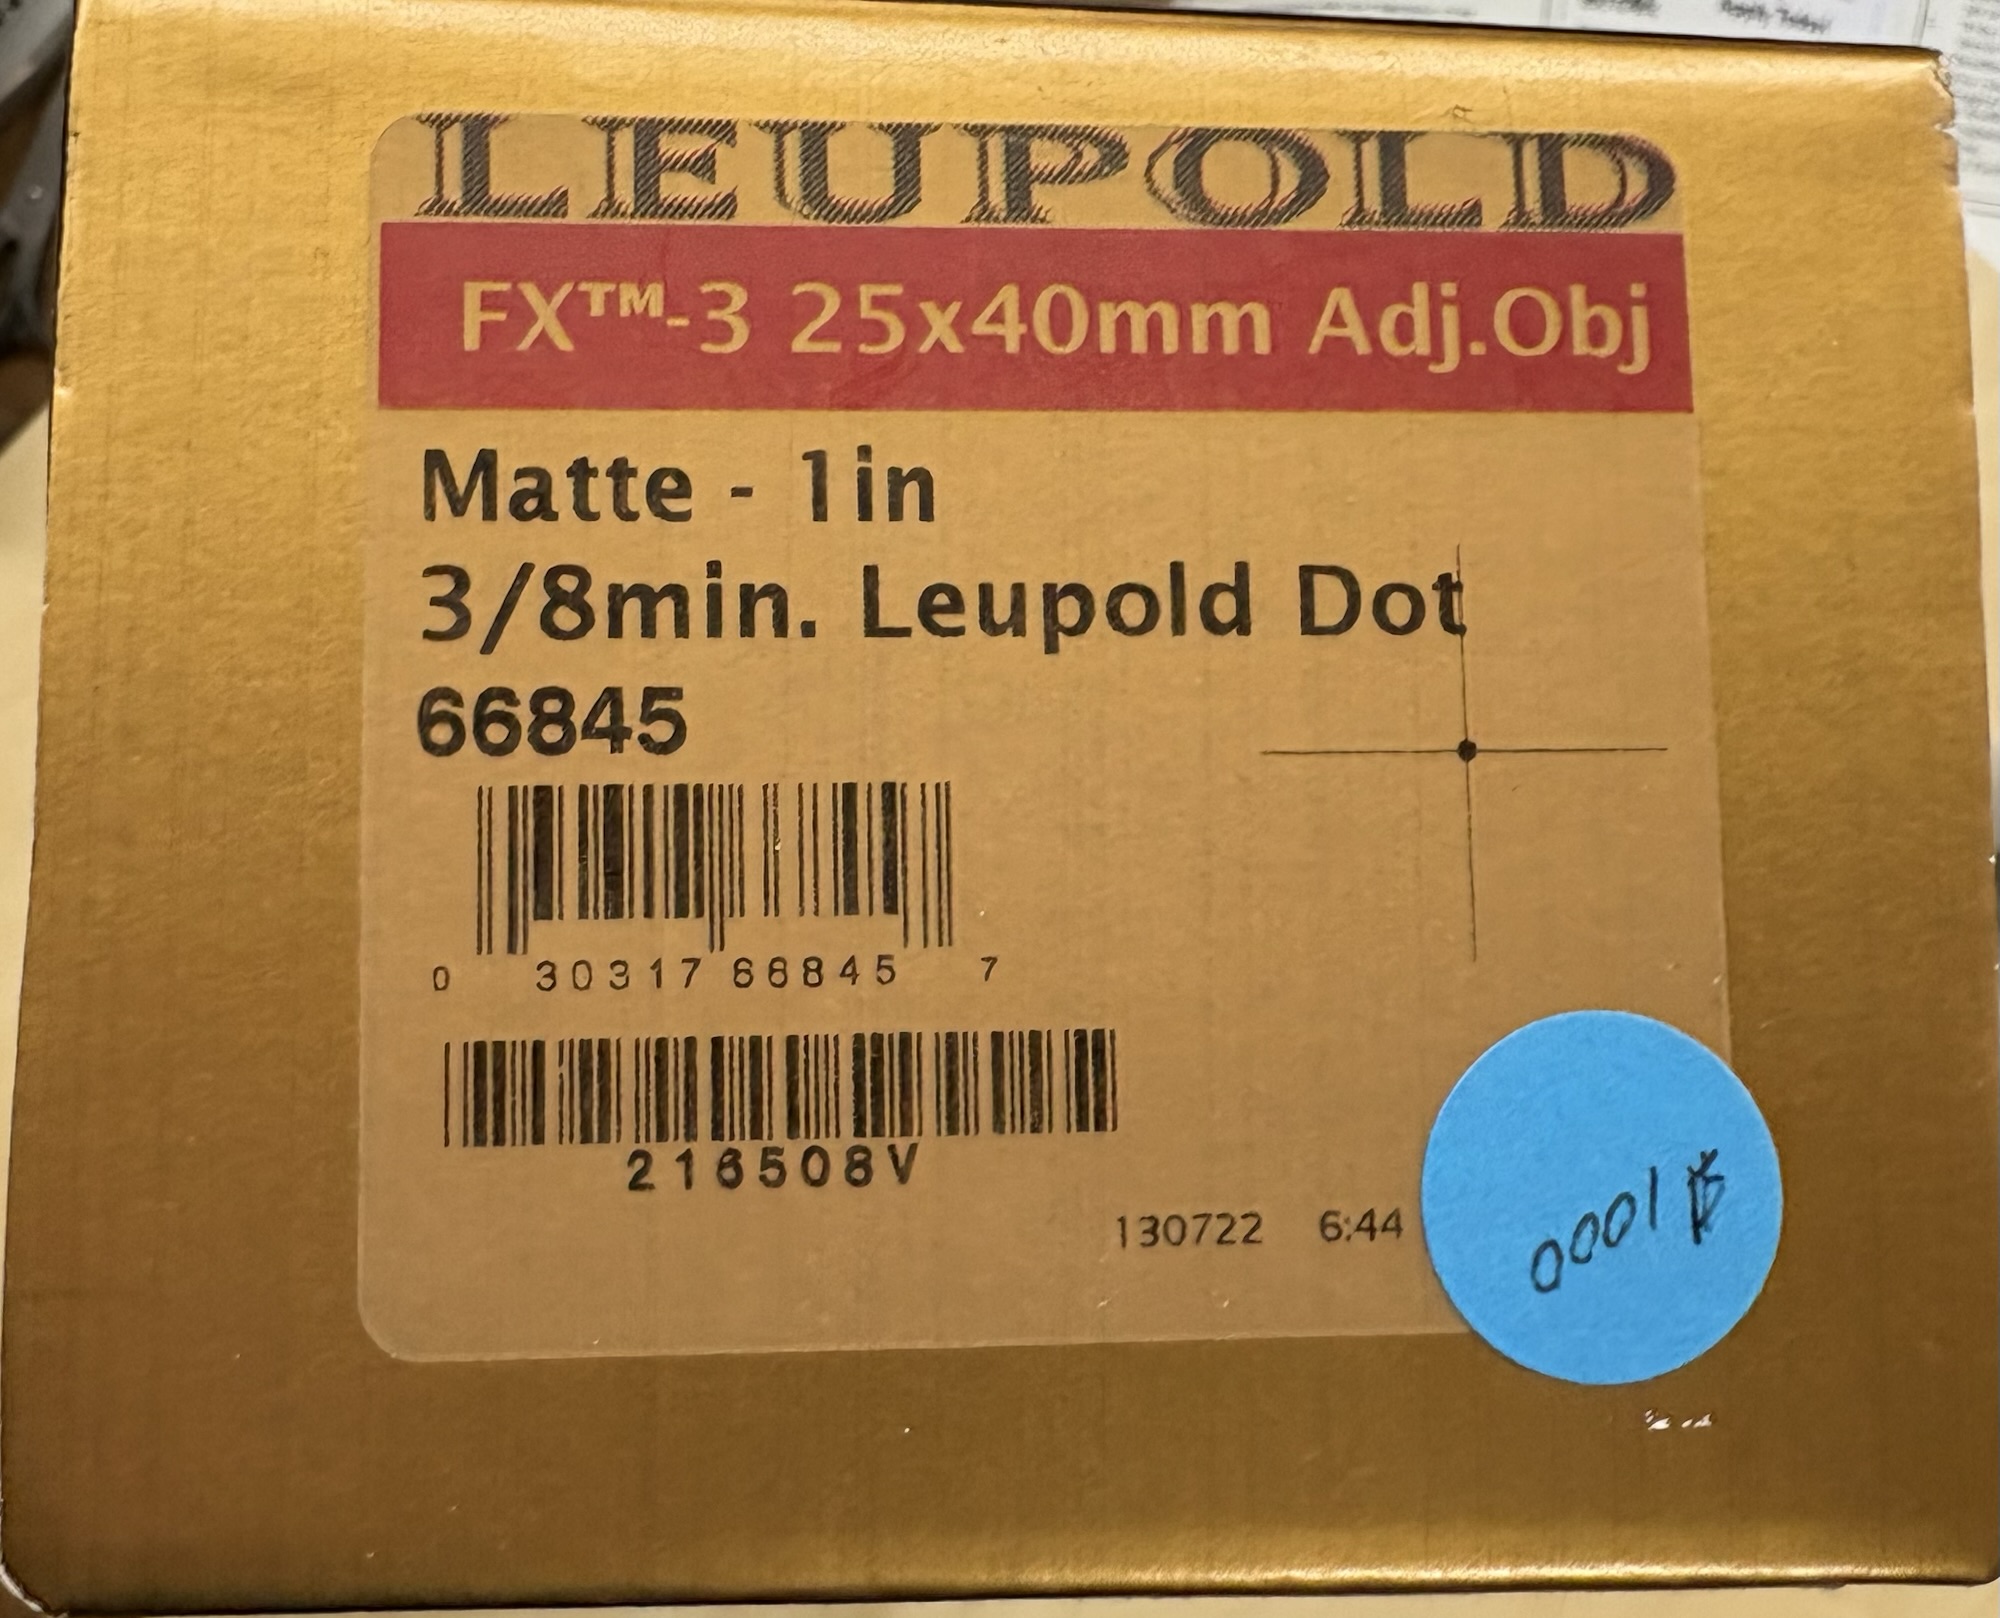 LEUPOLD
FX™-3 25x40mm Adj.Obj
Matte - 1in
3/8min. Leupold Dot
66845
0 30317 66845 7
216508V
130722 6:44
0001